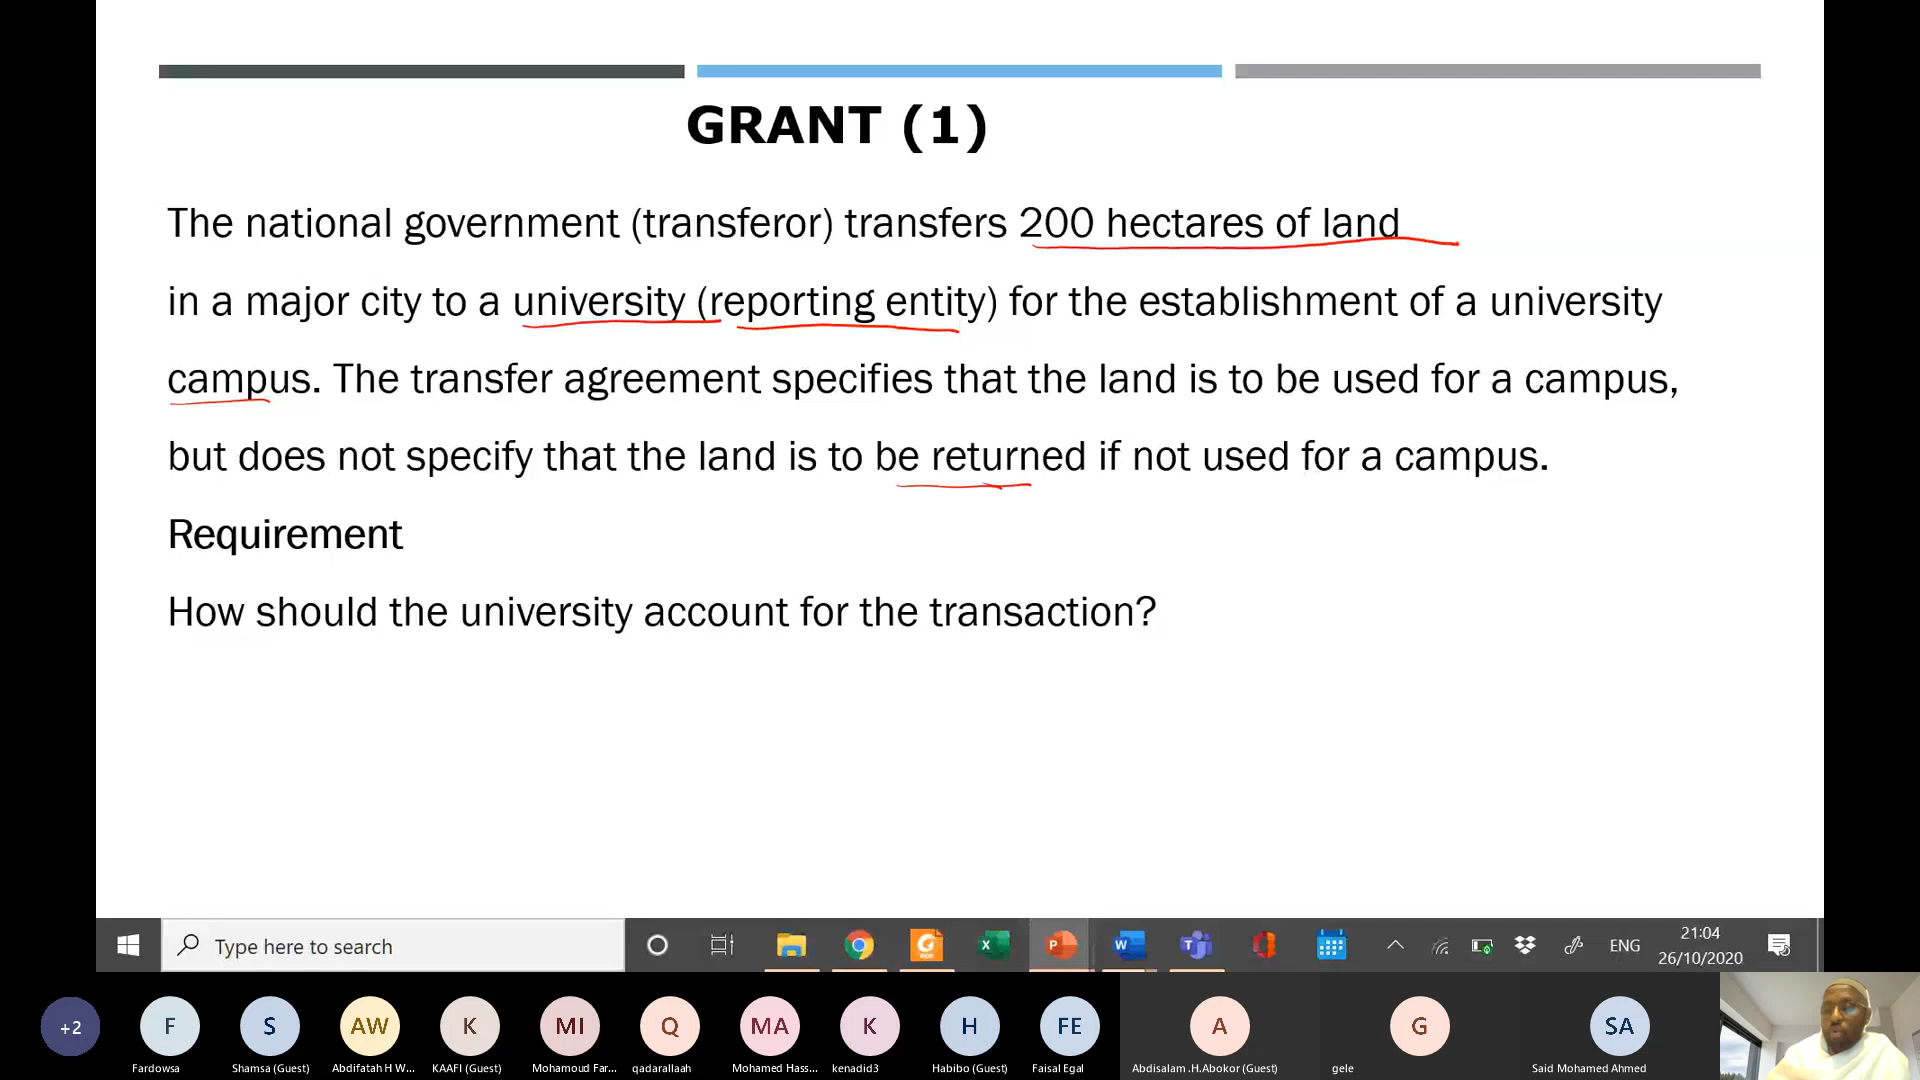 GRANT (1)
The national government (transferor) transfers 200 hectares of land
in a major city to a university (reporting entity) for the establishment of a university
campus. The transfer agreement specifies that the land is to be used for a campus,
but does not specify that the land is to be returned if not used for a campus.
Requirement
How should the university account for the transaction?
Type here to search
ENG
21:04
26/10/2020
+2
F
S
AW
K
MI
Q
MA
K
H
FE
A
G
SA
Fardowsa
Shamsa (Guest)
Abdifatah H W...
KAAFI (Guest)
Mohamoud Far...
qadarallaah
Mohamed Hass...
kenadid3
Habibo (Guest)
Faisal Egal
Abdisalam .H.Abokor (Guest)
gele
Said Mohamed Ahmed